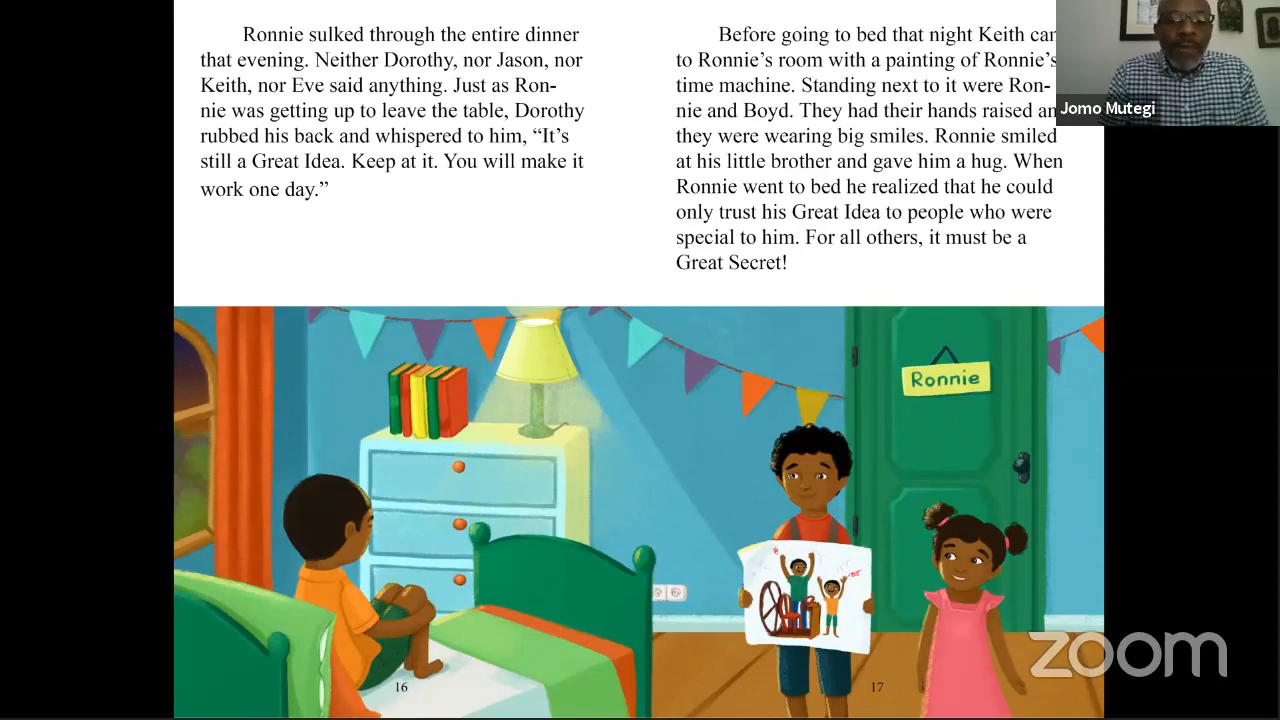 Ronnie sulked through the entire dinner
that evening. Neither Dorothy, nor Jason, nor
Keith, nor Eve said anything. Just as Ron-
nie was getting up to leave the table, Dorothy
rubbed his back and whispered to him, “It’s
still a Great Idea. Keep at it. You will make it
work one day.”
16
Before going to bed that night Keith
to Ronnie’s room with a painting of Ronnie’s
time machine. Standing next to it were Ron-
nie and Boyd. They had their hands raised
they were wearing big smiles. Ronnie smiled
at his little brother and gave him a hug. When
Ronnie went to bed he realized that he could
only trust his Great Idea to people who were
special to him. For all others, it must be a
Great Secret!
17
Ronnie
Jomo Mutegi
zoom